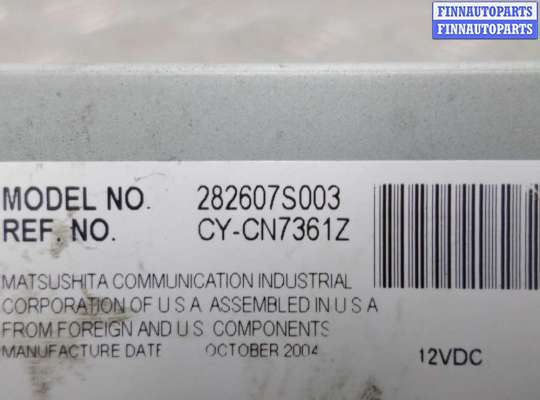 FINNAUTOPARTS
FINNAUTOPARTS
MODEL NO. 282607S003
REF. NO. CY-CN7361Z
MATSUSHITA COMMUNICATION INDUSTRIAL
CORPORATION OF U S A ASSEMBLED IN U S A
FROM FOREIGN AND U.S. COMPONENTS
MANUFACTURE DATE OCTOBER 2004
12VDC